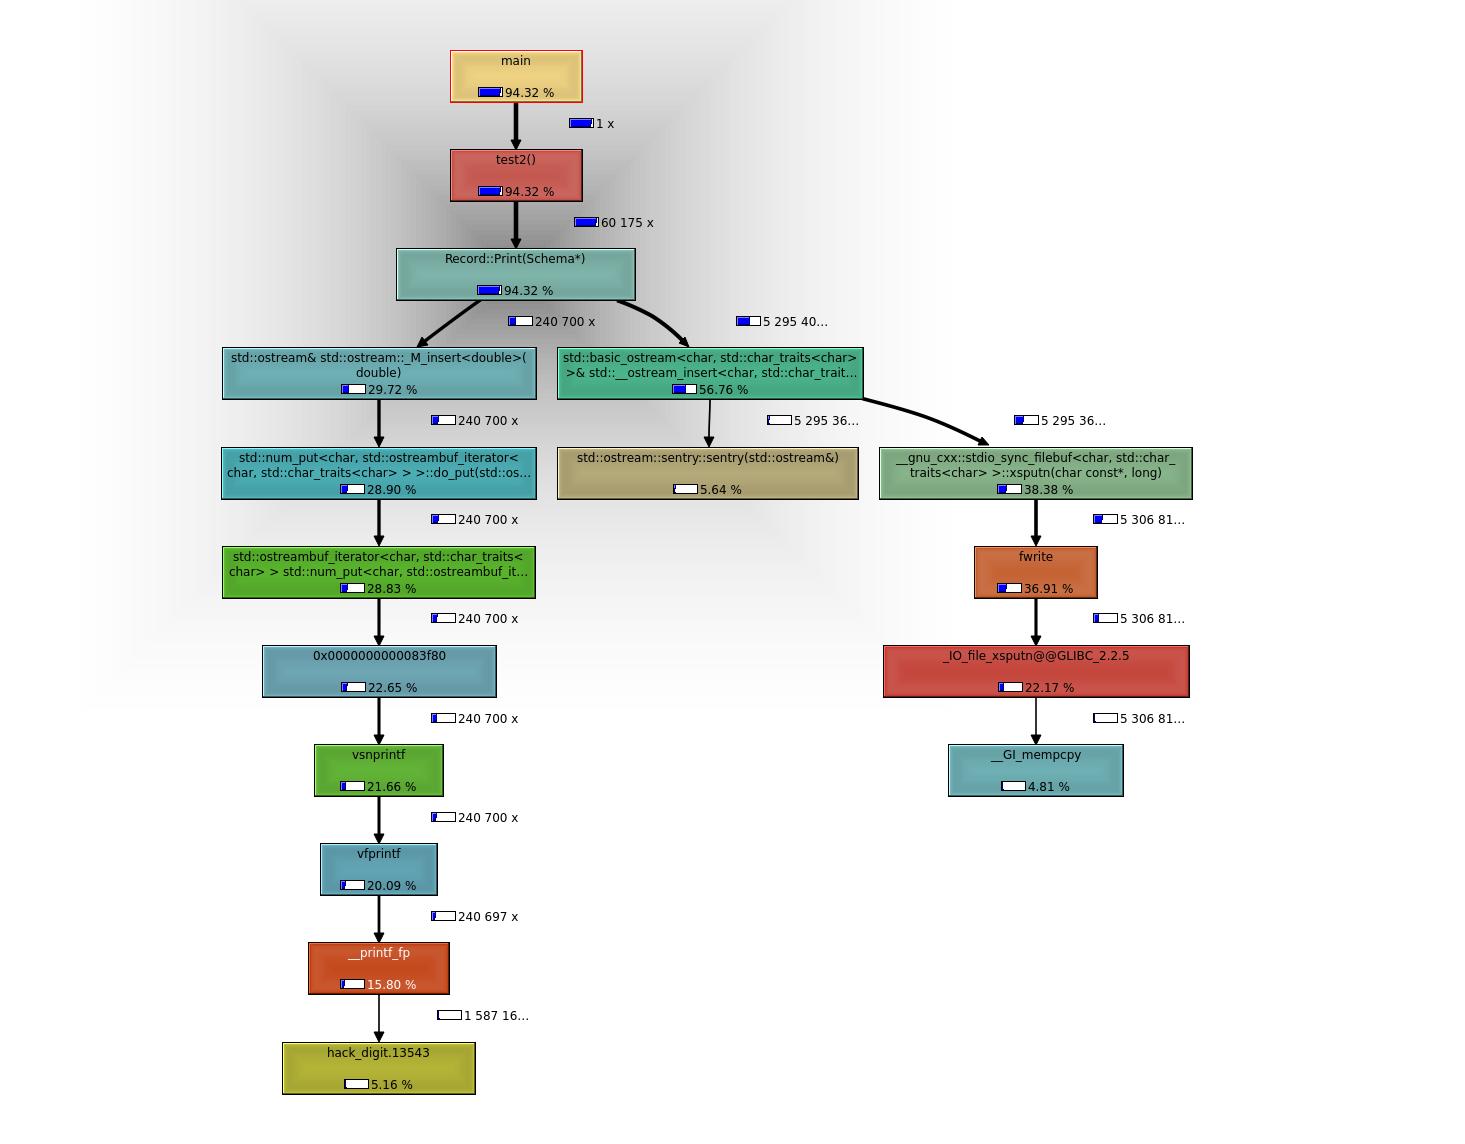 main
94.32 %
1 x
test2()
94.32 %
60 175 x
Record::Print(Schema*)
94.32 %
240 700 x
5 295 40...
std::ostream& std::ostream::_M_insert<double>(
double)
29.72 %
std::basic_ostream<char, std::char_traits<char>
>& std::__ostream_insert<char, std::char_trait...
56.76 %
240 700 x
5 295 36...
5 295 36...
std::num_put<char, std::ostreambuf_iterator<
char, std::char_traits<char> > >::do_put(std::os...
28.90 %
std::ostream::sentry::sentry(std::ostream&)
5.64 %
__gnu_cxx::stdio_sync_filebuf<char, std::char_
traits<char> >::xsputn(char const*, long)
38.38 %
240 700 x
5 306 81...
std::ostreambuf_iterator<char, std::char_traits<
char> > std::num_put<char, std::ostreambuf_it...
28.83 %
fwrite
36.91 %
240 700 x
5 306 81...
0x0000000000083f80
22.65 %
_IO_file_xsputn@@GLIBC_2.2.5
22.17 %
240 700 x
5 306 81...
vsnprintf
21.66 %
__GI_mempcpy
4.81 %
240 700 x
vfprintf
20.09 %
240 697 x
__printf_fp
15.80 %
1 587 16...
hack_digit.13543
5.16 %